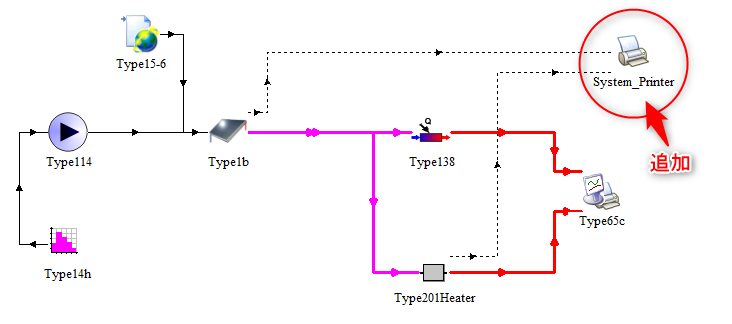 Type15-6
System_Printer
Q
Type114
Type1b
Type138
追加
Type65c
Type14h
Type201Heater